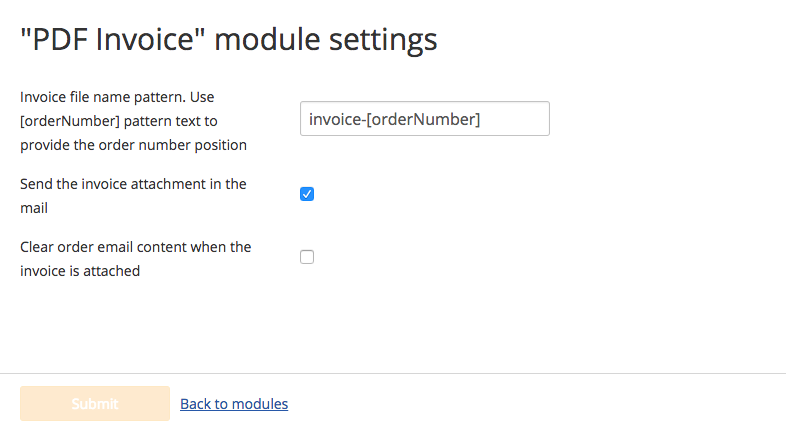 "PDF Invoice" module settings
Invoice file name pattern. Use
[orderNumber] pattern text to
provide the order number position
invoice-[orderNumber]
Send the invoice attachment in the
mail
Clear order email content when the
invoice is attached
Submit
Back to modules